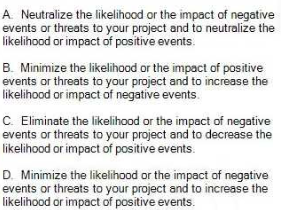 A. Neutralize the likelihood or the impact of negative
events or threats to your project and to neutralize the
likelihood or impact of positive events.
B. Minimize the likelihood or the impact of positive
events or threats to your project and to increase the
likelihood or impact of negative events.
C. Eliminate the likelihood or the impact of negative
events or threats to your project and to decrease the
likelihood or impact of positive events.
D. Minimize the likelihood or the impact of negative
events or threats to your project and to increase the
likelihood or impact of positive events.